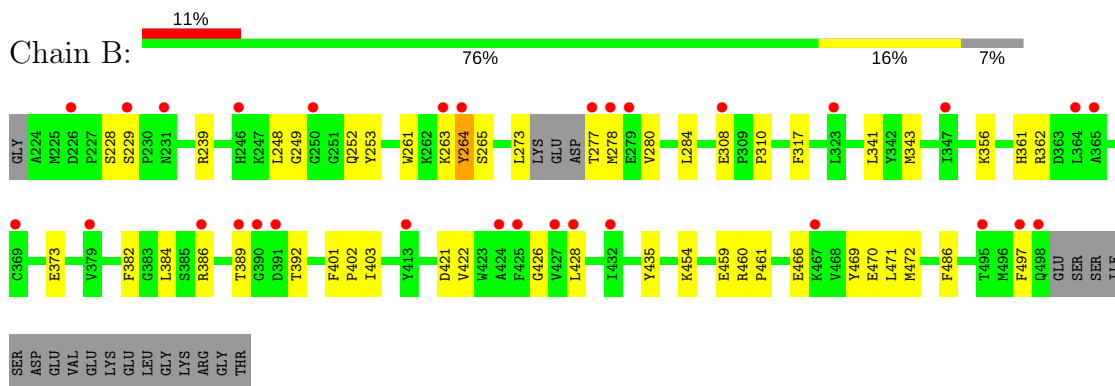 11%
Chain B:
76% 16% 7%
GLY A224 M225 D226 P227 S228 S229 P230 N231 R239 H246 K247 L248 G249 G250 G251 Q252 Y253 W261 K262 K263 Y264 S265 L273 LYS GLU ASP T277 M278 E279 V280 L284 E308 P309 P310 F317 L323 L341 Y342 M343 I347 K356 H361 R362 D363 L364 A365
C369 E373 V379 F382 G383 L384 S385 R386 T389 G390 D391 T392 F401 P402 I403 Y413 D421 V422 W423 A424 F425 G426 V427 L428 I432 Y435 K454 E459 R460 P461 E466 K467 V468 Y469 E470 L471 M472 F486 T495 M496 F497 Q498 GLU SER SER ILE
SER ASP GLU VAL GLU LYS GLU LEU GLY LYS ARG GLY THR